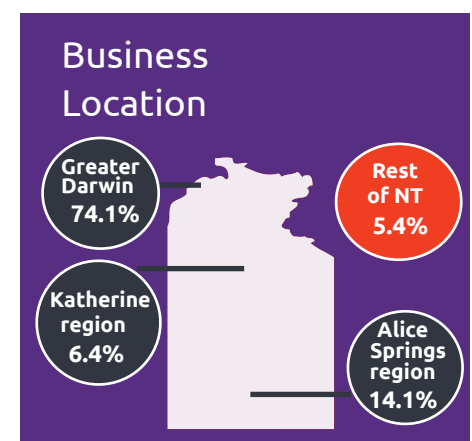 Business
Location
Greater
Darwin
74.1%
Rest
of NT
5.4%
Katherine
region
6.4%
Alice
Springs
region
14.1%